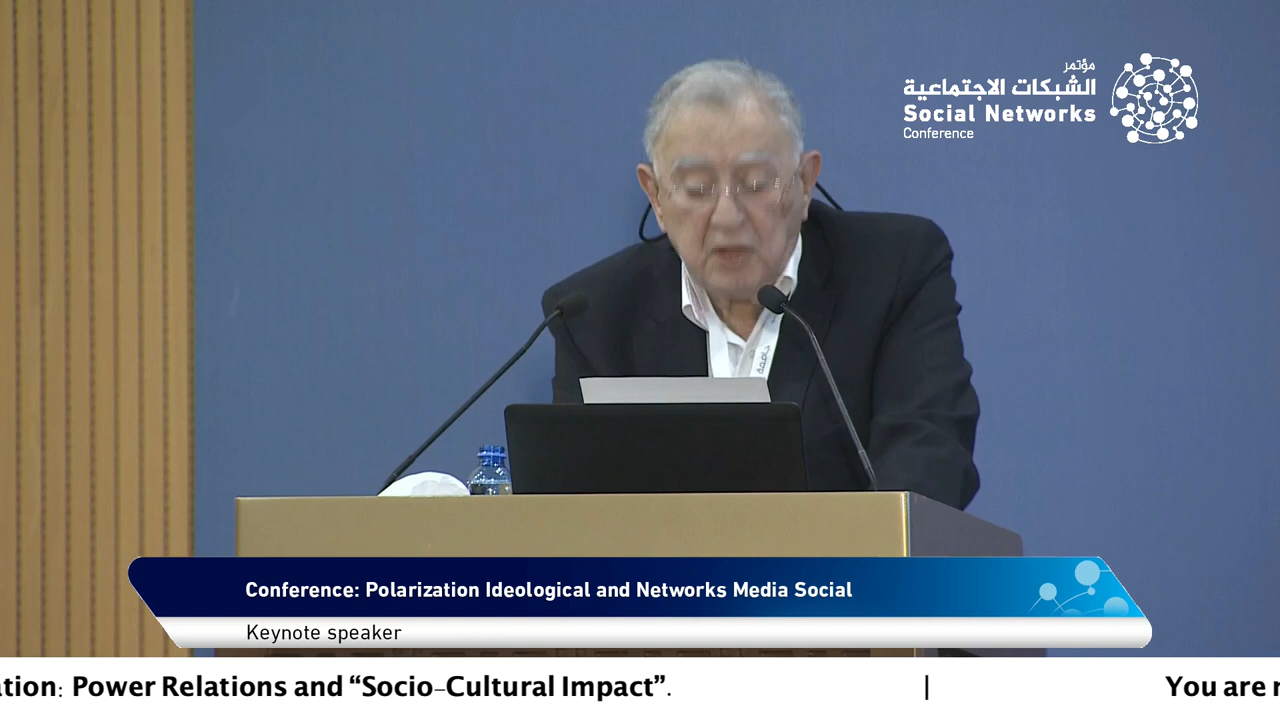 مؤتمر
الشبكات الاجتماعية
Social Networks
Conference
جامعة
Conference: Polarization Ideological and Networks Media Social
Keynote speaker
ation: Power Relations and “Socio-Cultural Impact”. | You are n